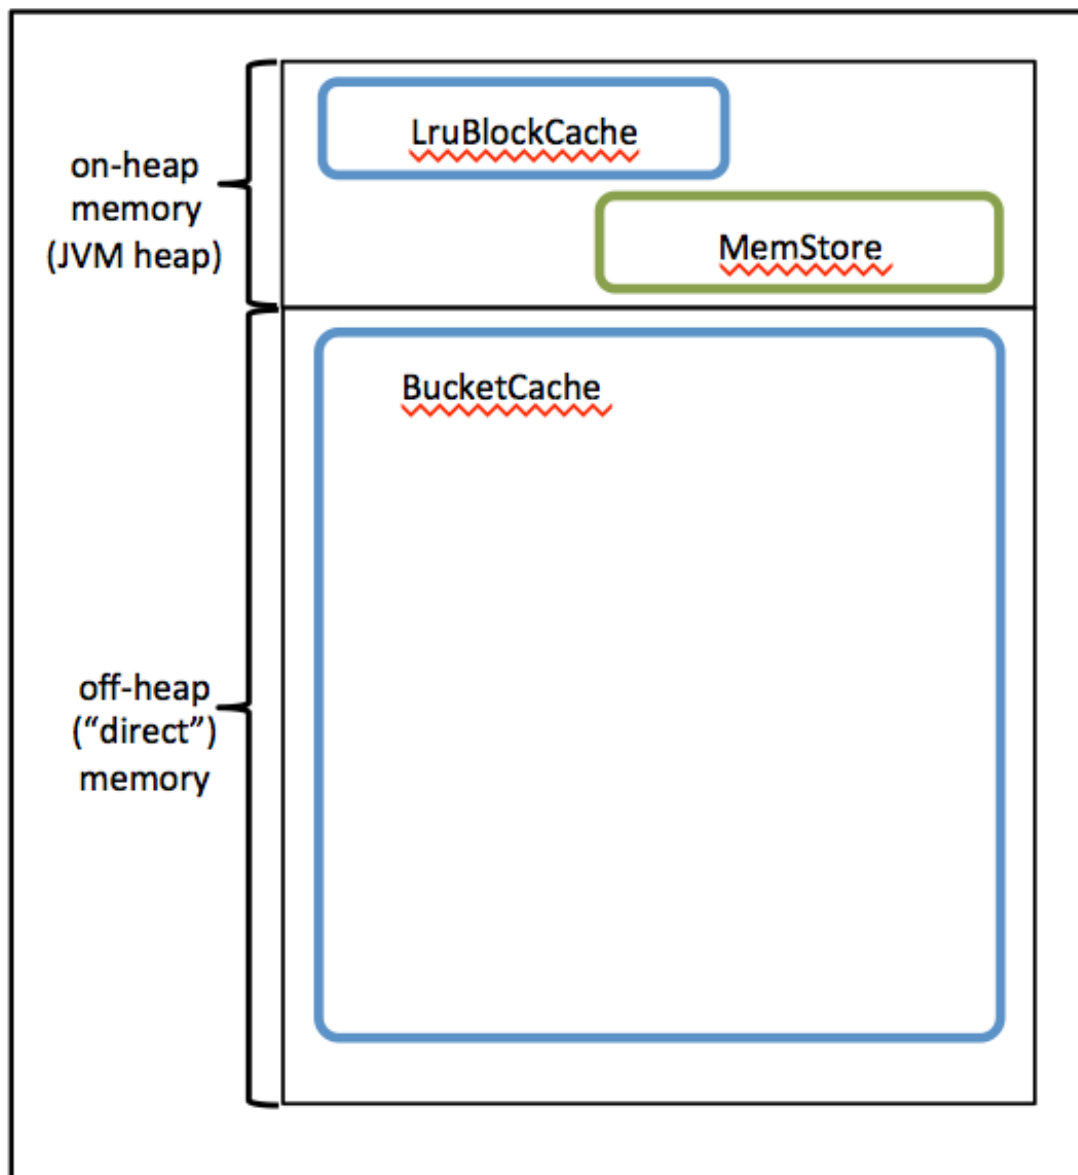 LruBlockCache
on-heap
memory
(JVM heap)
MemStore
BucketCache
off-heap
(“direct”)
memory